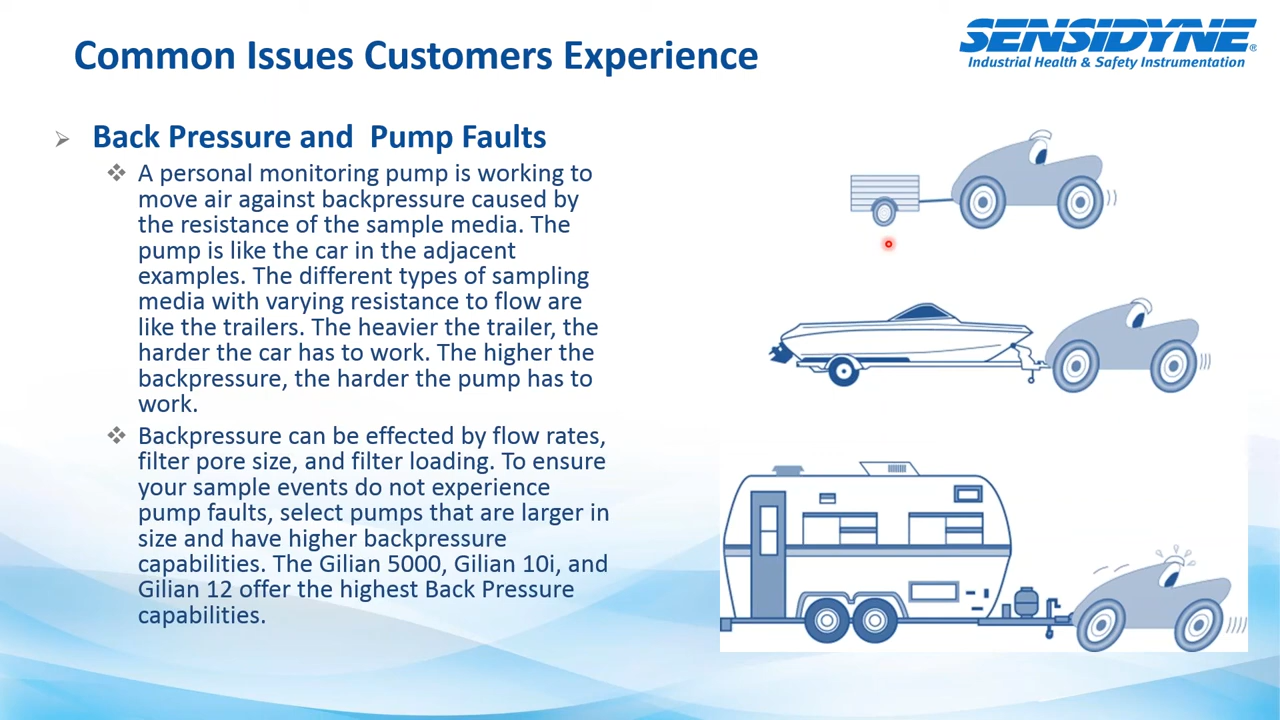 Common Issues Customers Experience
SENSIDYNE®
Industrial Health & Safety Instrumentation
Back Pressure and  Pump Faults
A personal monitoring pump is working to
move air against backpressure caused by
the resistance of the sample media. The
pump is like the car in the adjacent
examples. The different types of sampling
media with varying resistance to flow are
like the trailers. The heavier the trailer, the
harder the car has to work. The higher the
backpressure, the harder the pump has to
work.
Backpressure can be effected by flow rates,
filter pore size, and filter loading. To ensure
your sample events do not experience
pump faults, select pumps that are larger in
size and have higher backpressure
capabilities. The Gilian 5000, Gilian 10i, and
Gilian 12 offer the highest Back Pressure
capabilities.